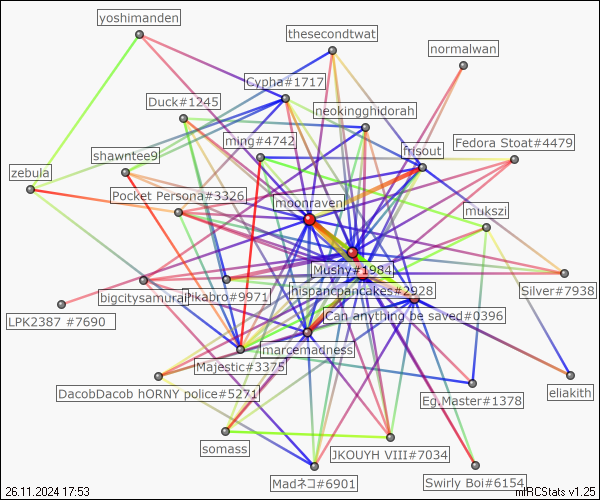 yoshimanden
thesecondtwat
normalwan
Cypha#1717
Duck#1245
neokingghidorah
ming#4742
frisout
Fedora Stoat#4479
shawntee9
zebula
Pocket Persona#3326
moonraven
mukszi
Mushy#1984
Silver#7938
bigcitysamurai
Pikabro#9971
hispancpancakes#2928
LPK2387 #7690
Can anything be saved#0396
marcemadness
Majestic#3375
DacobDacob hORNY police#5271
Eg.Master#1378
eliakith
somass
JKOUYH VIII#7034
Madネコ#6901
Swirly Boi#6154
26.11.2024 17:53
mIRCStats v1.25